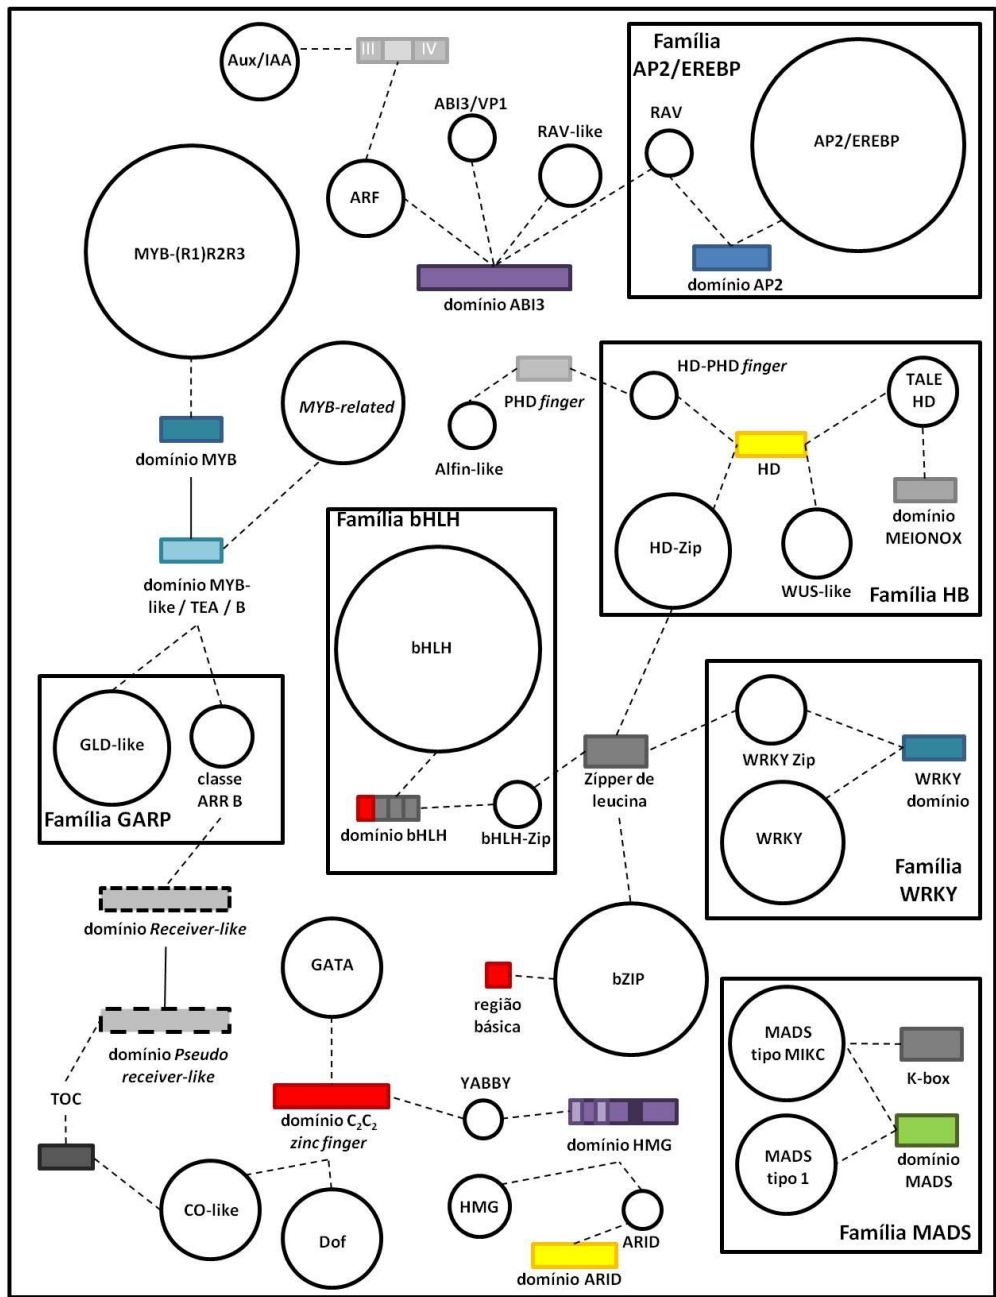 Aux/IAA
III
IV
Família
AP2/EREBP
ABI3/VP1
RAV-like
RAV
AP2/EREBP
ARF
MYB-(R1)R2R3
domínio ABI3
domínio AP2
MYB-related
PHD finger
HD-PHD finger
TALE
HD
domínio MYB
Alfin-like
HD
domínio
MEIONOX
Família bHLH
HD-Zip
WUS-like
Família HB
domínio MYB-
like / TEA / B
bHLH
GLD-like
classe
ARR B
Família GARP
Zípper de
leucina
WRKY Zip
WRKY
domínio
domínio bHLH
bHLH-Zip
WRKY
Família
WRKY
domínio Receiver-like
GATA
bZIP
região
básica
domínio Pseudo
receiver-like
MADS
tipo MIKC
K-box
TOC
domínio C₂C₂
zinc finger
YABBY
domínio HMG
MADS
tipo 1
domínio
MADS
CO-like
Dof
HMG
ARID
domínio ARID
Família MADS